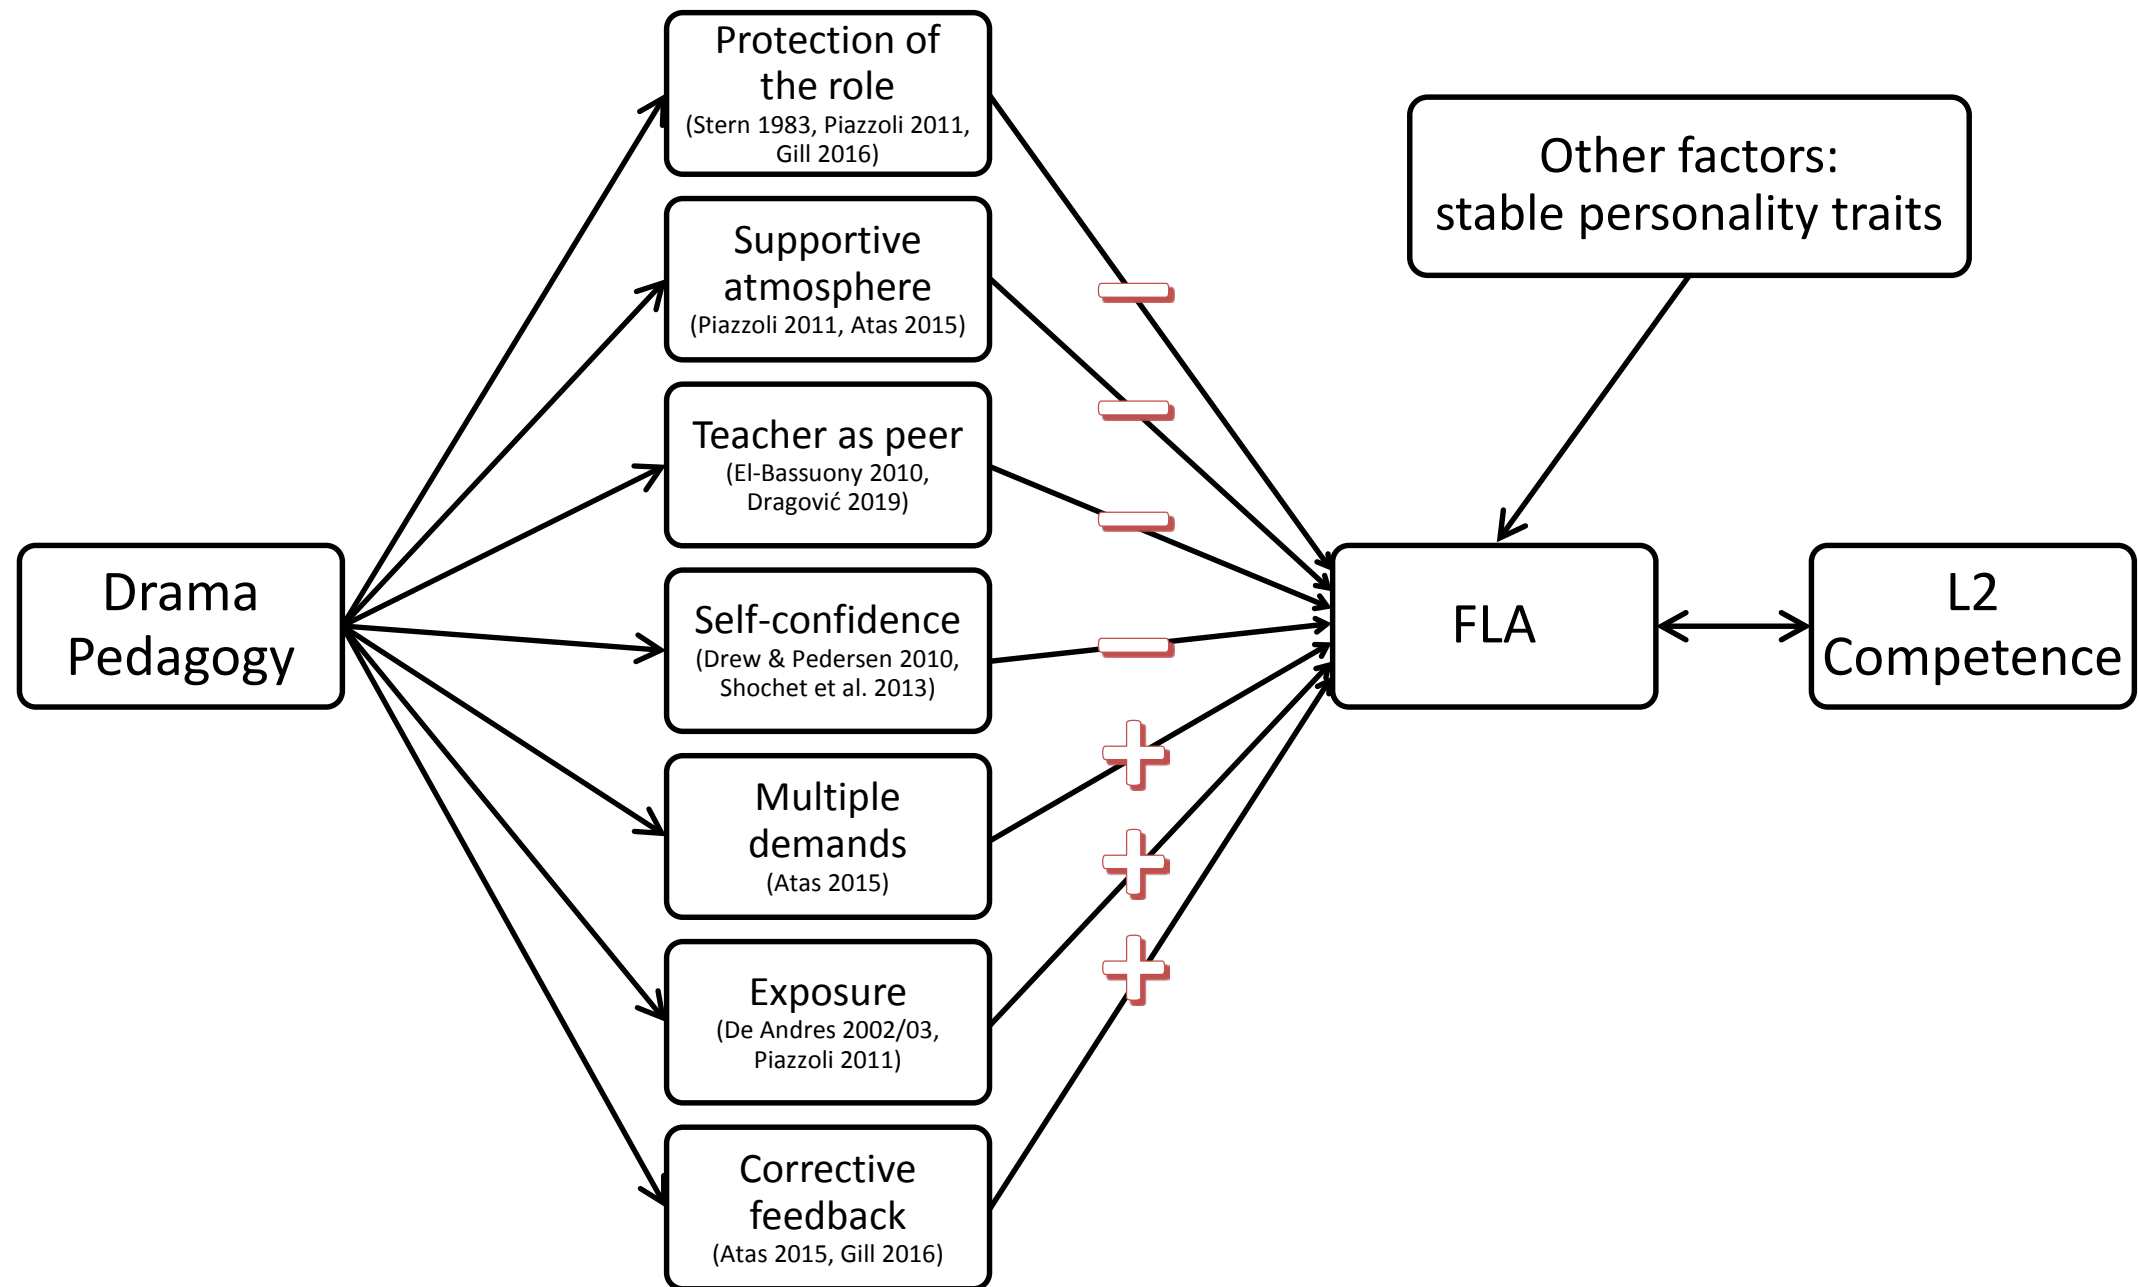 Protection of
the role
(Stern 1983, Piazzoli 2011,
Gill 2016)
Other factors:
stable personality traits
Supportive
atmosphere
(Piazzoli 2011, Atas 2015)
Teacher as peer
(El-Bassuony 2010,
Dragović 2019)
Drama
Pedagogy
Self-confidence
(Drew & Pedersen 2010,
Shochet et al. 2013)
FLA
L2
Competence
Multiple
demands
(Atas 2015)
Exposure
(De Andres 2002/03,
Piazzoli 2011)
Corrective
feedback
(Atas 2015, Gill 2016)